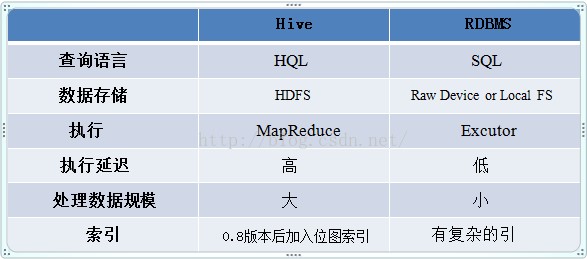 Hive RDBMS
查询语言 HQL SQL
数据存储 HDFS Raw Device or Local FS
执行 MapReduce Excutor
http://blog.csdn.net/
执行延迟 高 低
处理数据规模 大 小
索引 0.8版本后加入位图索引 有复杂的引